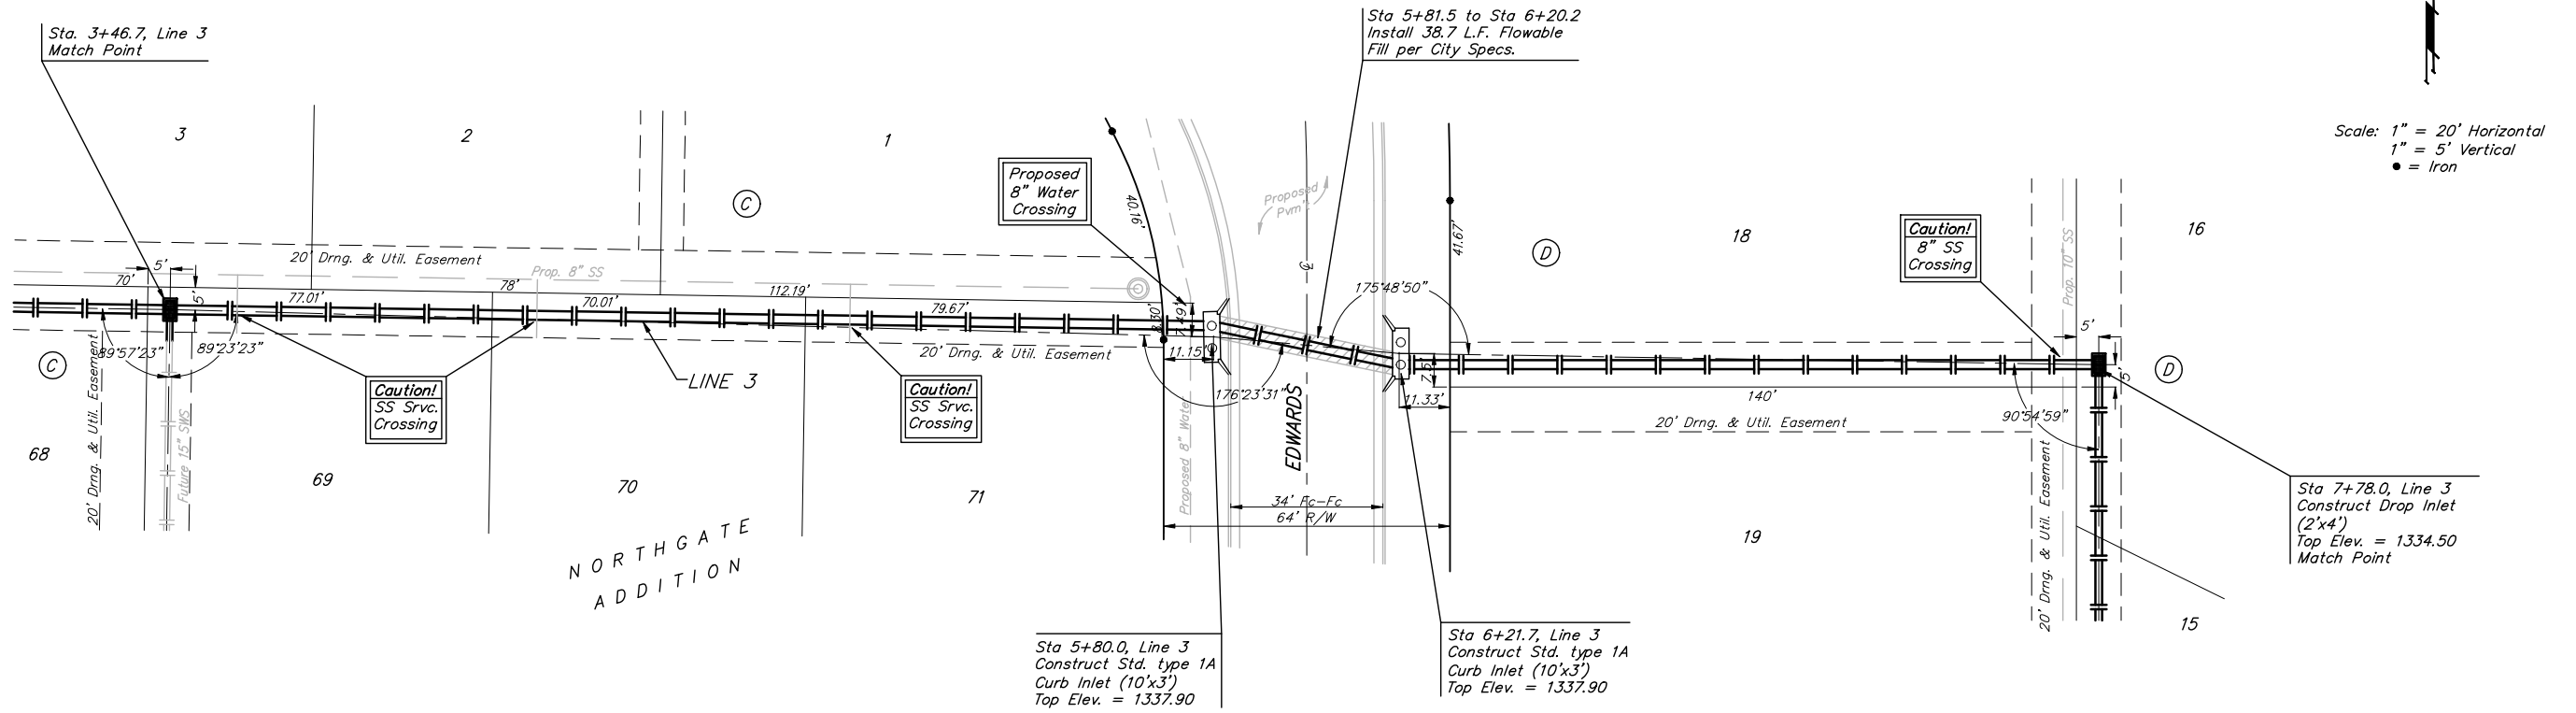 Sta. 3+46.7, Line 3
Match Point
Sta 5+81.5 to Sta 6+20.2
Install 38.7 L.F. Flowable
Fill per City Specs.
Scale: 1" = 20' Horizontal
1" = 5' Vertical
● = Iron
3
2
1
C
Proposed
8" Water
Crossing
40.16'
Proposed
Pvm't
41.67'
D
18
Caution!
8" SS
Crossing
Prop. 10" SS
16
20' Drng. & Util. Easement
5'
70'
5'
77.01'
78'
Prop. 8" SS
70.01'
112.19'
79.67'
8.30'
7.49'
175°48'50"
5'
5'
D
C
89°57'23"
89°23'23"
20' Drng. & Util. Easement
Future 15" SWS
Caution!
SS Srvc.
Crossing
LINE 3
Caution!
SS Srvc.
Crossing
20' Drng. & Util. Easement
11.15'
176°23'31"
Proposed 8" Water
EDWARDS
7.5'
11.33'
140'
20' Drng. & Util. Easement
90°54'59"
20' Drng. & Util. Easement
68
69
70
71
34' Fc-Fc
64' R/W
19
15
NORTHGATE
ADDITION
Sta 7+78.0, Line 3
Construct Drop Inlet
(2'x4')
Top Elev. = 1334.50
Match Point
Sta 5+80.0, Line 3
Construct Std. type 1A
Curb Inlet (10'x3')
Top Elev. = 1337.90
Sta 6+21.7, Line 3
Construct Std. type 1A
Curb Inlet (10'x3')
Top Elev. = 1337.90